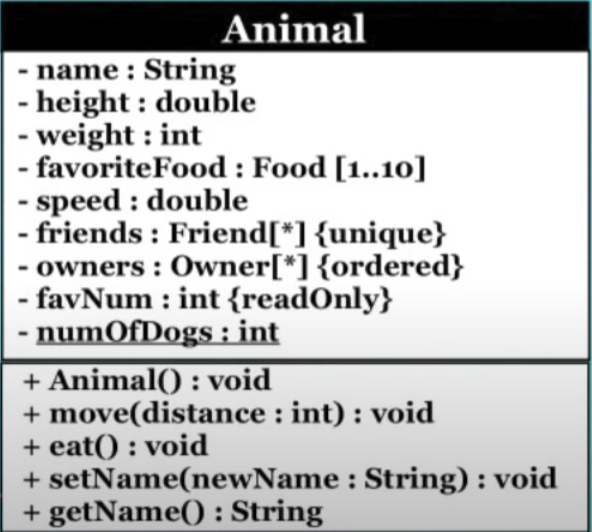 Animal
- name : String
- height : double
- weight : int
- favoriteFood : Food [1..10]
- speed : double
- friends : Friend[*] {unique}
- owners : Owner[*] {ordered}
- favNum : int {readOnly}
- numOfDogs : int
+ Animal() : void
+ move(distance : int) : void
+ eat() : void
+ setName(newName : String) : void
+ getName() : String